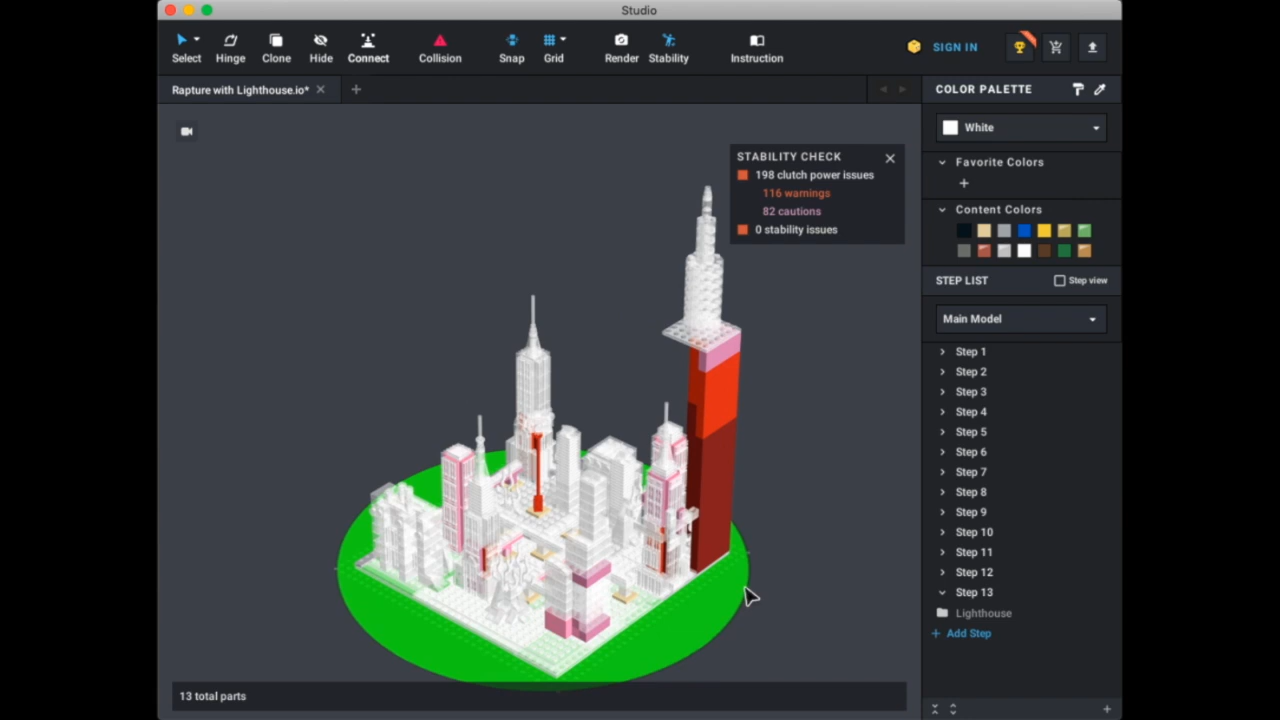 Studio
Select
Hinge
Clone
Hide
Connect
Collision
Snap
Grid
Render
Stability
Instruction
SIGN IN
Rapture with Lighthouse.io*
COLOR PALETTE
White
STABILITY CHECK
198 clutch power issues
116 warnings
82 cautions
0 stability issues
Favorite Colors
Content Colors
STEP LIST
Step view
Main Model
Step 1
Step 2
Step 3
Step 4
Step 5
Step 6
Step 7
Step 8
Step 9
Step 10
Step 11
Step 12
Step 13
Lighthouse
+ Add Step
13 total parts